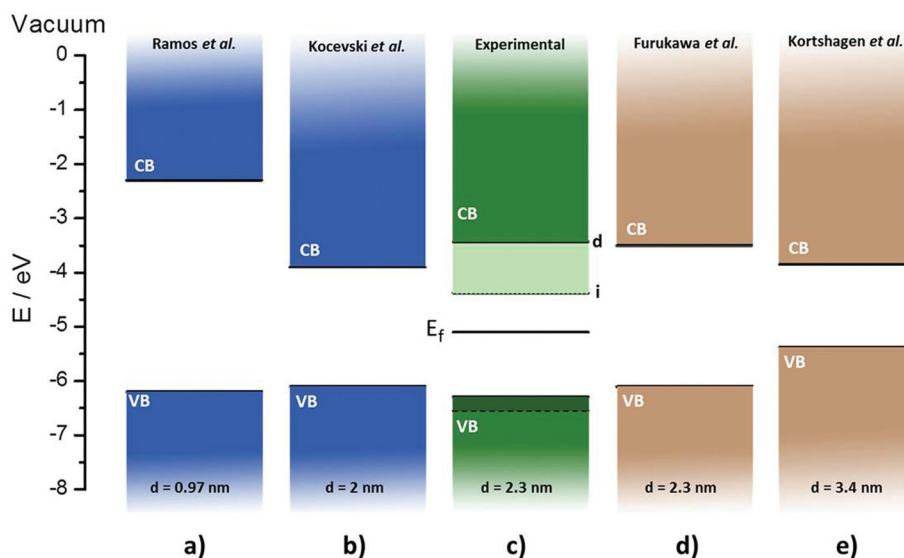 Vacuum
Ramos et al.
Kocevski et al.
Experimental
Furukawa et al.
Kortshagen et al.
E / eV
0
-1
-2
-3
-4
-5
-6
-7
-8
CB
CB
CB
CB
CB
d
i
Ef
VB
VB
VB
VB
VB
d = 0.97 nm
d = 2 nm
d = 2.3 nm
d = 2.3 nm
d = 3.4 nm
a)
b)
c)
d)
e)